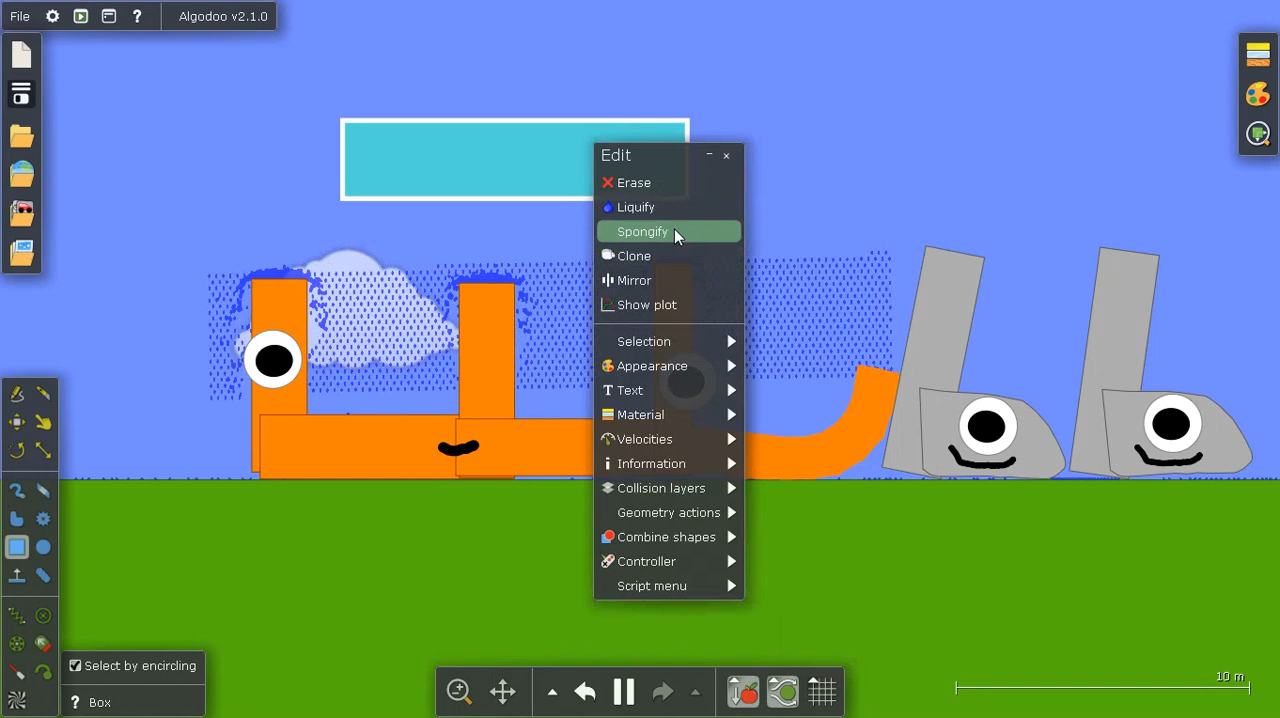 File ? Algodoo v2.1.0
Edit
Erase
Liquify
Spongify
Clone
Mirror
Show plot
Selection
Appearance
T Text
Material
Velocities
Information
Collision layers
Geometry actions
Combine shapes
Controller
Script menu
Select by encircling
? Box
10 m